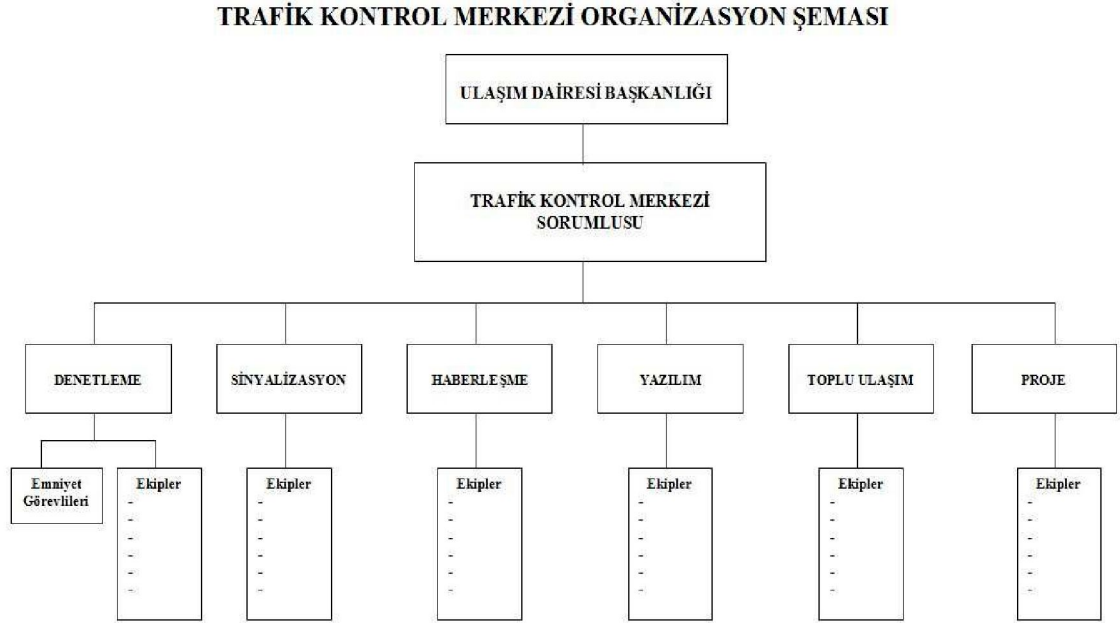 TRAFİK KONTROL MERKEZİ ORGANİZASYON ŞEMASI
ULAŞIM DAİRESİ BAŞKANLIĞI
TRAFİK KONTROL MERKEZİ
SORUMLUSU
DENETLEME
SİNYALİZASYON
HABERLEŞME
YAZILIM
TOPLU ULAŞIM
PROJE
Emniyet
Görevlileri
Ekipler
-
-
-
-
-
-
Ekipler
-
-
-
-
-
-
Ekipler
-
-
-
-
-
-
Ekipler
-
-
-
-
-
-
Ekipler
-
-
-
-
-
-
Ekipler
-
-
-
-
-
-